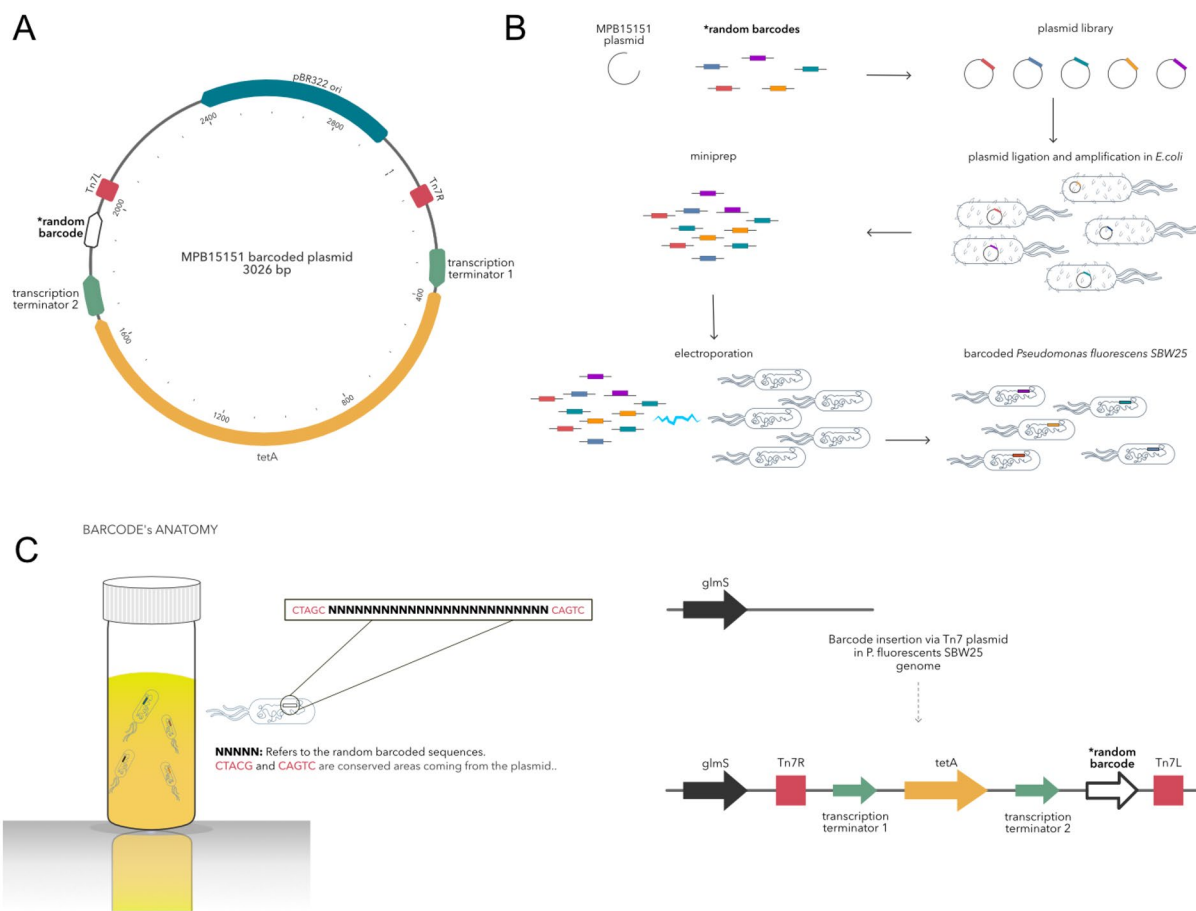 A
pBR322 ori
2400
2800
1
Tn7L
Tn7R
2000
*random
barcode
MPB15151 barcoded plasmid
3026 bp
transcription
terminator 1
transcription
terminator 2
400
1600
800
1200
tetA
B
MPB15151
plasmid
*random barcodes
plasmid library
miniprep
plasmid ligation and amplification in E.coli
electroporation
barcoded Pseudomonas fluorescens SBW25
BARCODE's ANATOMY
C
CTAGC NNNNNNNNNNNNNNNNNNNNNNNNN CAGTC
NNNNN: Refers to the random barcoded sequences.
CTACG and CAGTC are conserved areas coming from the plasmid..
glmS
Barcode insertion via Tn7 plasmid
in P. fluorescents SBW25
genome
glmS
Tn7R
tetA
*random
barcode
Tn7L
transcription
terminator 1
transcription
terminator 2